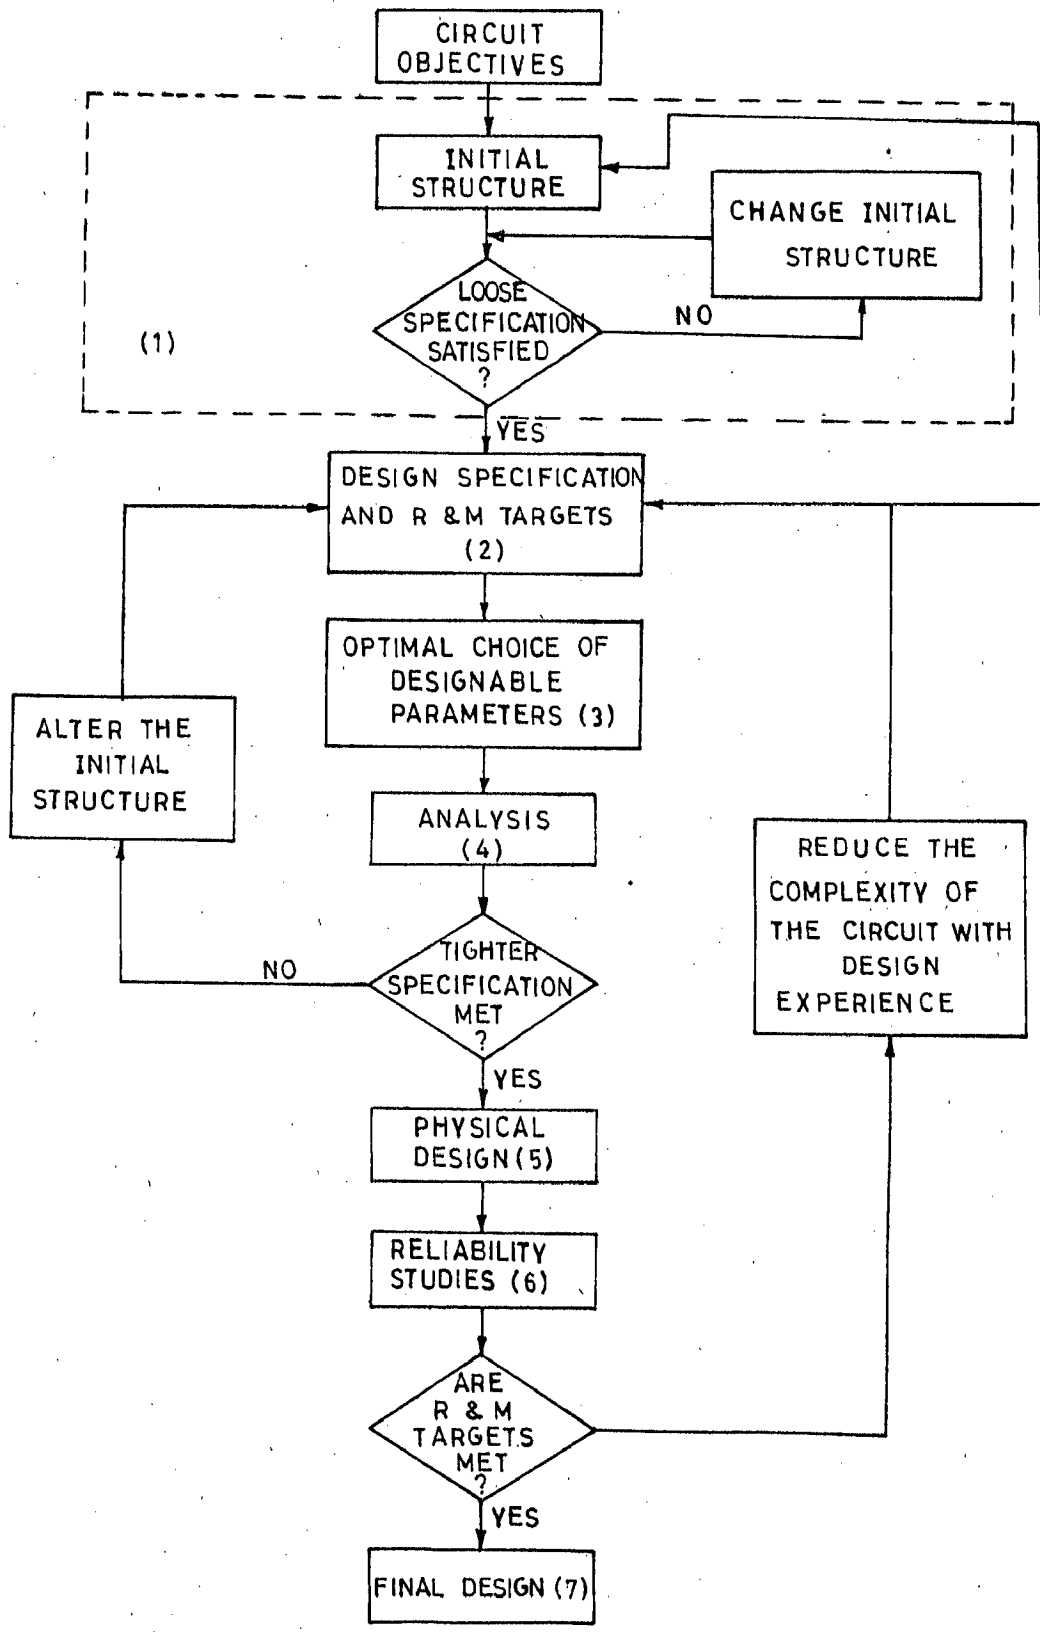 CIRCUIT
OBJECTIVES
INITIAL
STRUCTURE
CHANGE INITIAL
STRUCTURE
LOOSE
SPECIFICATION
SATISFIED
?
NO
(1)
YES
DESIGN SPECIFICATION
AND R & M TARGETS
(2)
OPTIMAL CHOICE OF
DESIGNABLE
PARAMETERS (3)
ALTER THE
INITIAL
STRUCTURE
ANALYSIS
(4)
REDUCE THE
COMPLEXITY OF
THE CIRCUIT WITH
DESIGN
EXPERIENCE
TIGHTER
SPECIFICATION
MET
?
NO
YES
PHYSICAL
DESIGN (5)
RELIABILITY
STUDIES (6)
ARE
R & M
TARGETS
MET
?
YES
FINAL DESIGN (7)